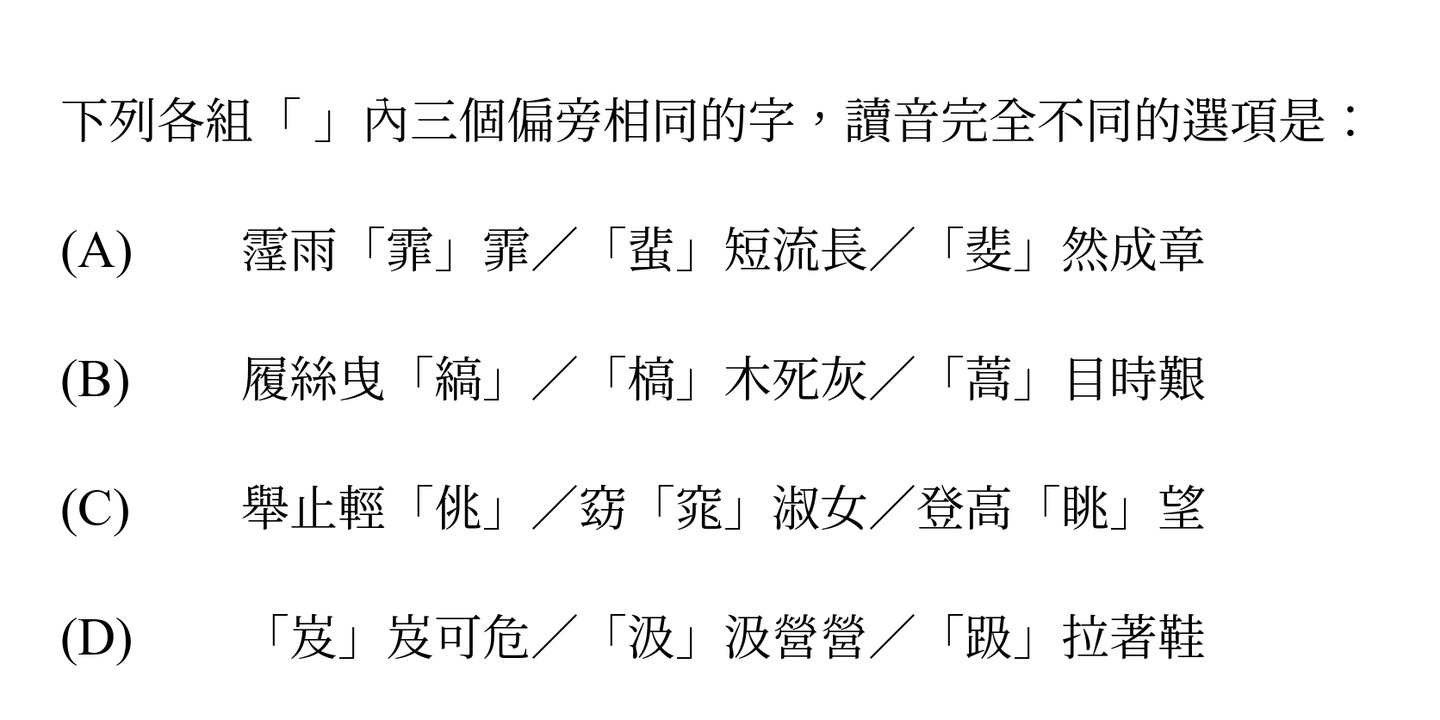 下列各組「 」內三個偏旁相同的字，讀音完全不同的選項是：
(A) 霪雨「霏」霏／「蜚」短流長／「斐」然成章
(B) 履絲曳「縞」／「槁」木死灰／「蒿」目時艱
(C) 舉止輕「佻」／窈「窕」淑女／登高「眺」望
(D) 「岌」岌可危／「汲」汲營營／「趿」拉著鞋